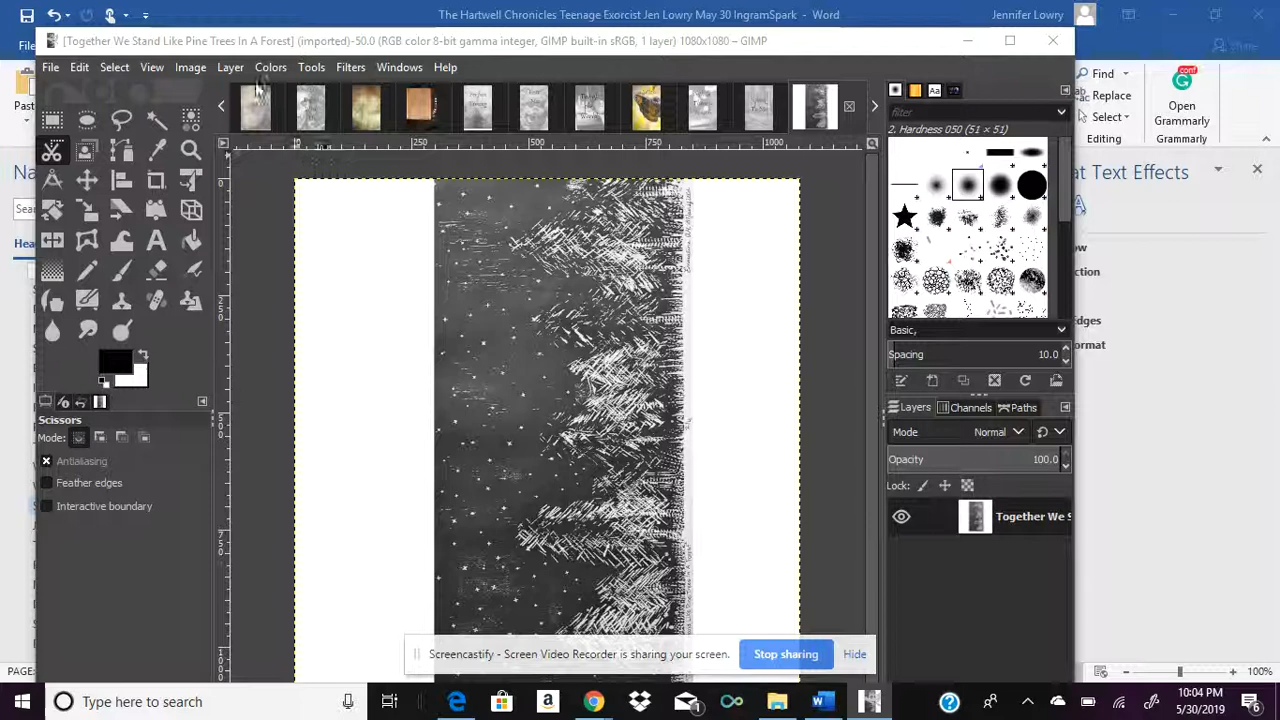 The Hartwell Chronicles Teenage Exorcist Jen Lowry May 30 IngramSpark - Word
Jennifer Lowry
[Together We Stand Like Pine Trees In A Forest] (imported)-50.0 (RGB color 8-bit gamma integer, GIMP built-in sRGB, 1 layer) 1080x1080 – GIMP
File Edit Select View Image Layer Colors Tools Filters Windows Help
Share
Find
Replace
Select
Editing
Open
Grammarly
Grammarly
filter
2. Hardness 050 (51 × 51)
at Text Effects
0 250 500 750 1000
Basic,
Spacing 10.0
Layers Channels Paths
Mode Normal
Opacity 100.0
Lock:
Together We S
Scissors
Mode:
Antialiasing
Feather edges
Interactive boundary
Screencastify - Screen Video Recorder is sharing your screen. Stop sharing Hide
PAGE: 100%
Type here to search
10:04 PM
5/30/2019